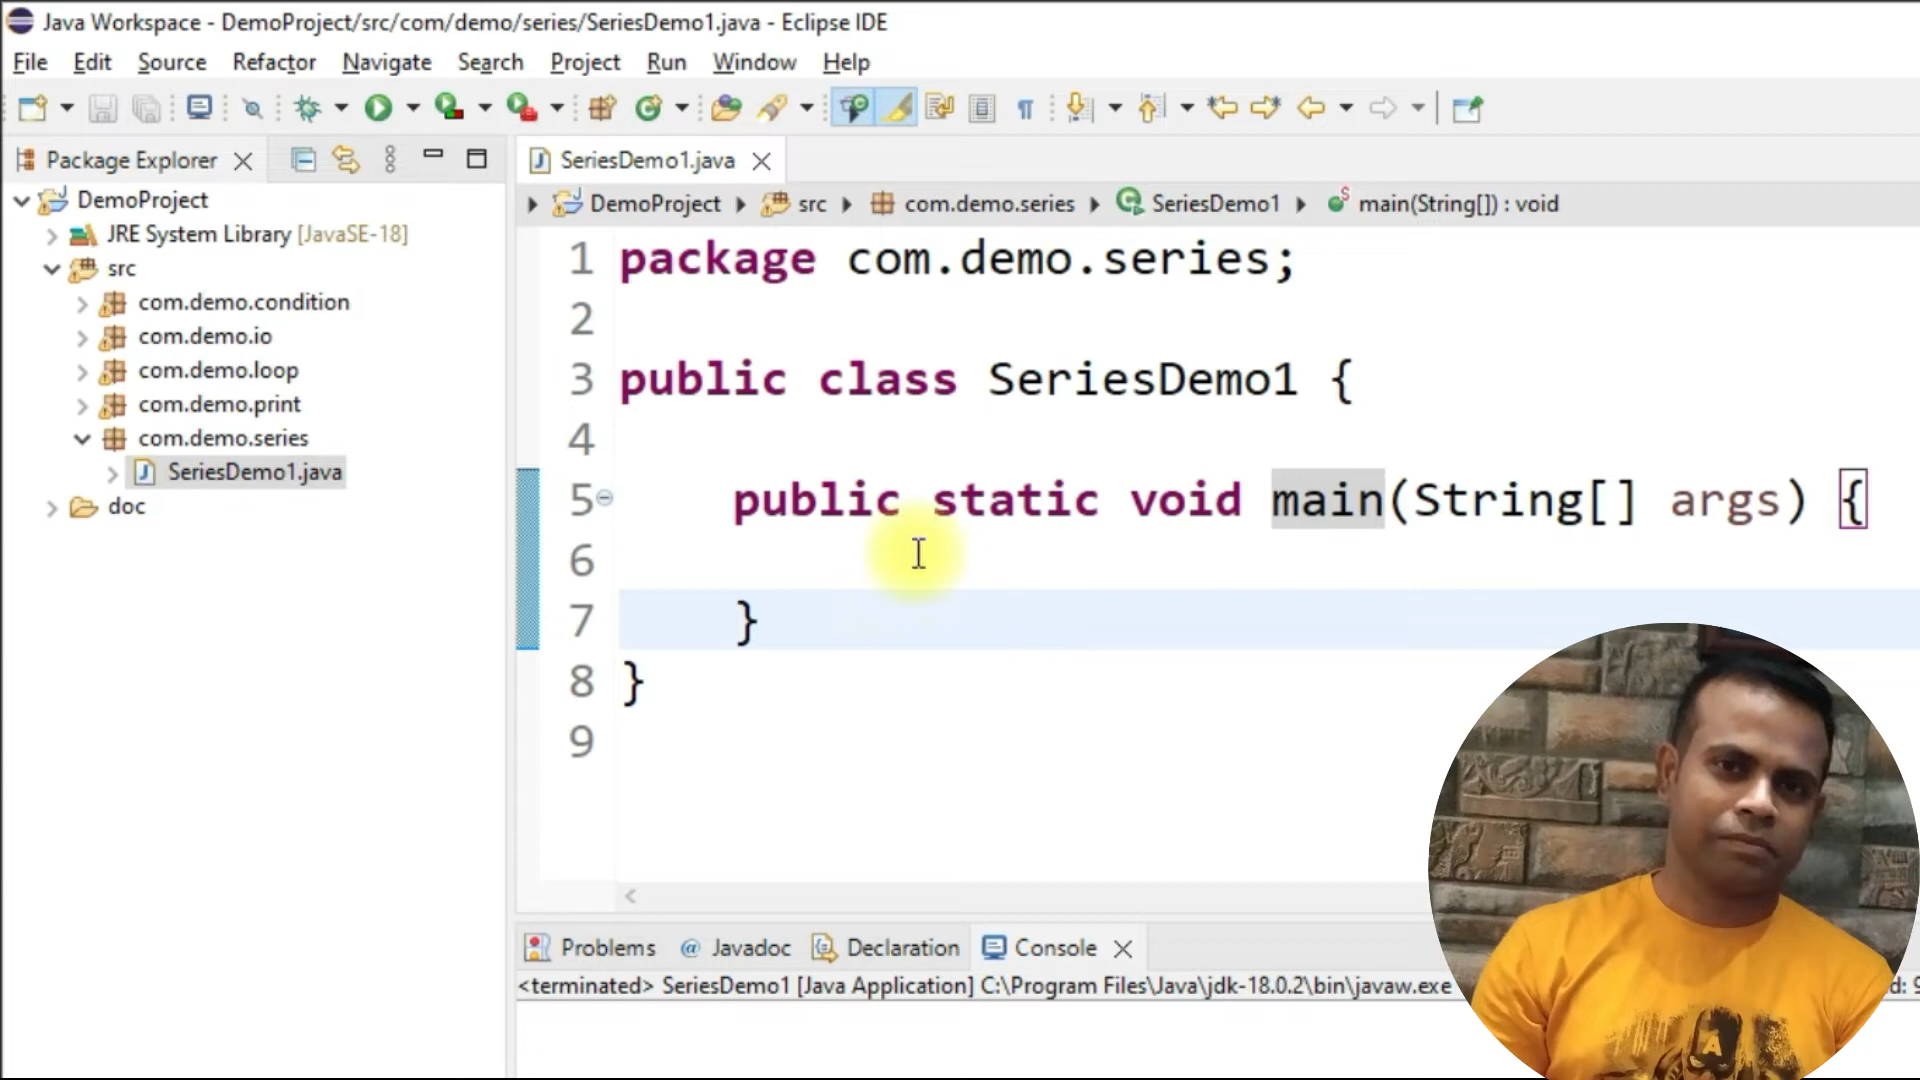 Java Workspace - DemoProject/src/com/demo/series/SeriesDemo1.java - Eclipse IDE
File Edit Source Refactor Navigate Search Project Run Window Help
Package Explorer
DemoProject
JRE System Library [JavaSE-18]
src
com.demo.condition
com.demo.io
com.demo.loop
com.demo.print
com.demo.series
SeriesDemo1.java
doc
SeriesDemo1.java
DemoProject src com.demo.series SeriesDemo1 main(String[]) : void
1 package com.demo.series;
2
3 public class SeriesDemo1 {
4
5 public static void main(String[] args) {
6
7 }
8 }
9
Problems @ Javadoc Declaration Console
<terminated> SeriesDemo1 [Java Application] C:\Program Files\Java\jdk-18.0.2\bin\javaw.exe